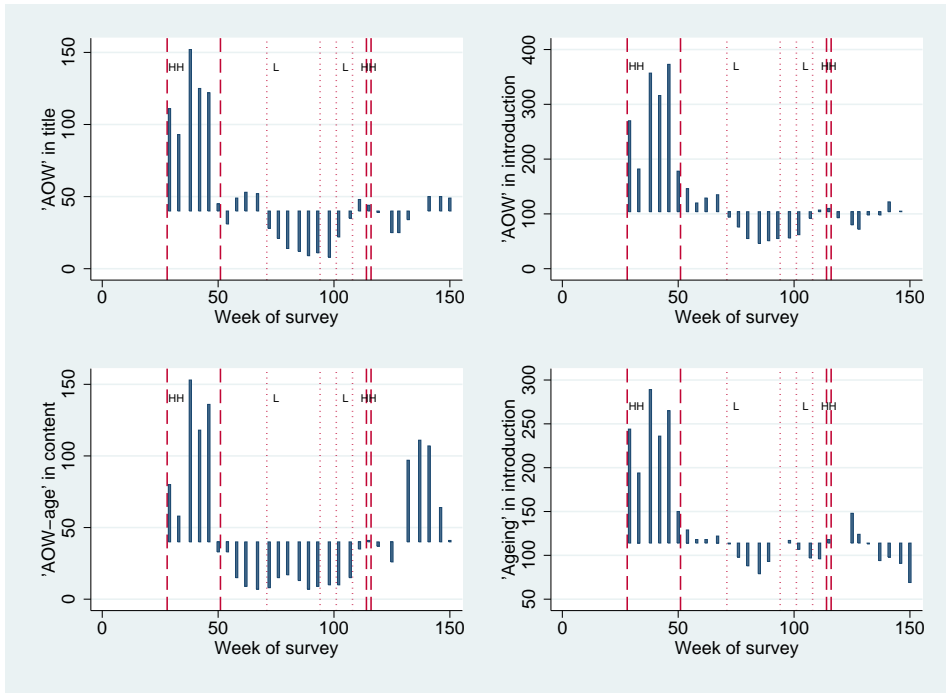 'AOW' in title
150
100
50
0
HH
L
L
HH
0
50
100
150
Week of survey
'AOW' in introduction
400
300
200
100
0
HH
L
L
HH
0
50
100
150
Week of survey
'AOW−age' in content
150
100
50
0
HH
L
L
HH
0
50
100
150
Week of survey
'Ageing' in introduction
300
250
200
150
100
50
HH
L
L
HH
0
50
100
150
Week of survey